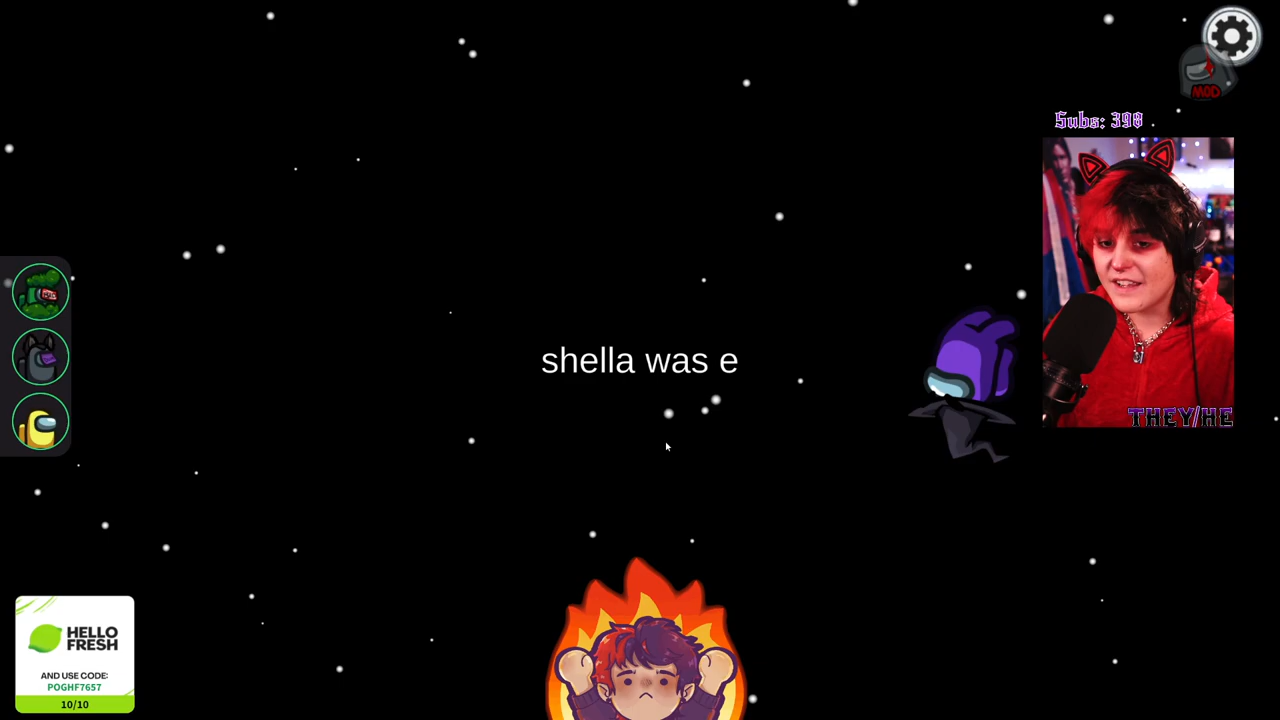 MOD
Subs: 398
shella was e
THEY/HE
HELLO
FRESH
AND USE CODE:
POGHF7657
10/10